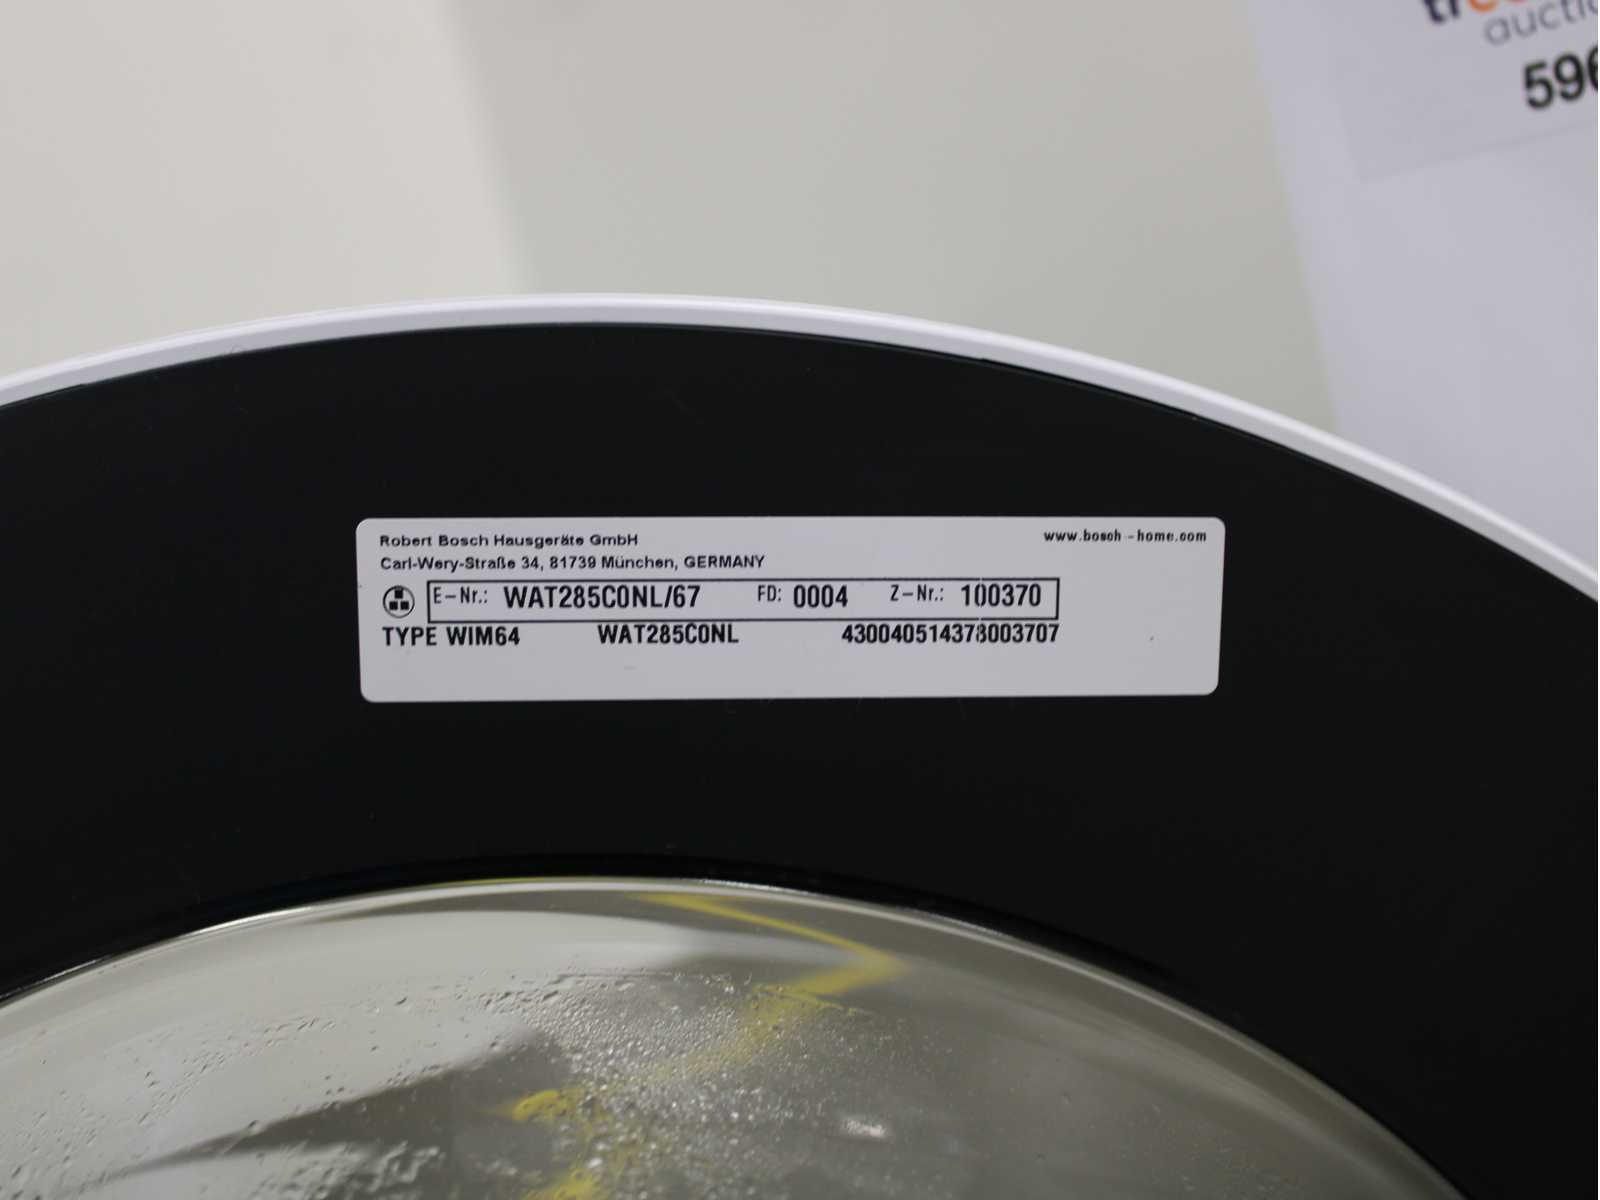 auctio
596
Robert Bosch Hausgeräte GmbH
www.bosch-home.com
Carl-Wery-Straße 34, 81739 München, GERMANY
E-Nr.: WAT285C0NL/67 FD: 0004 Z-Nr.: 100370
TYPE WIM64 WAT285C0NL 430040514378003707